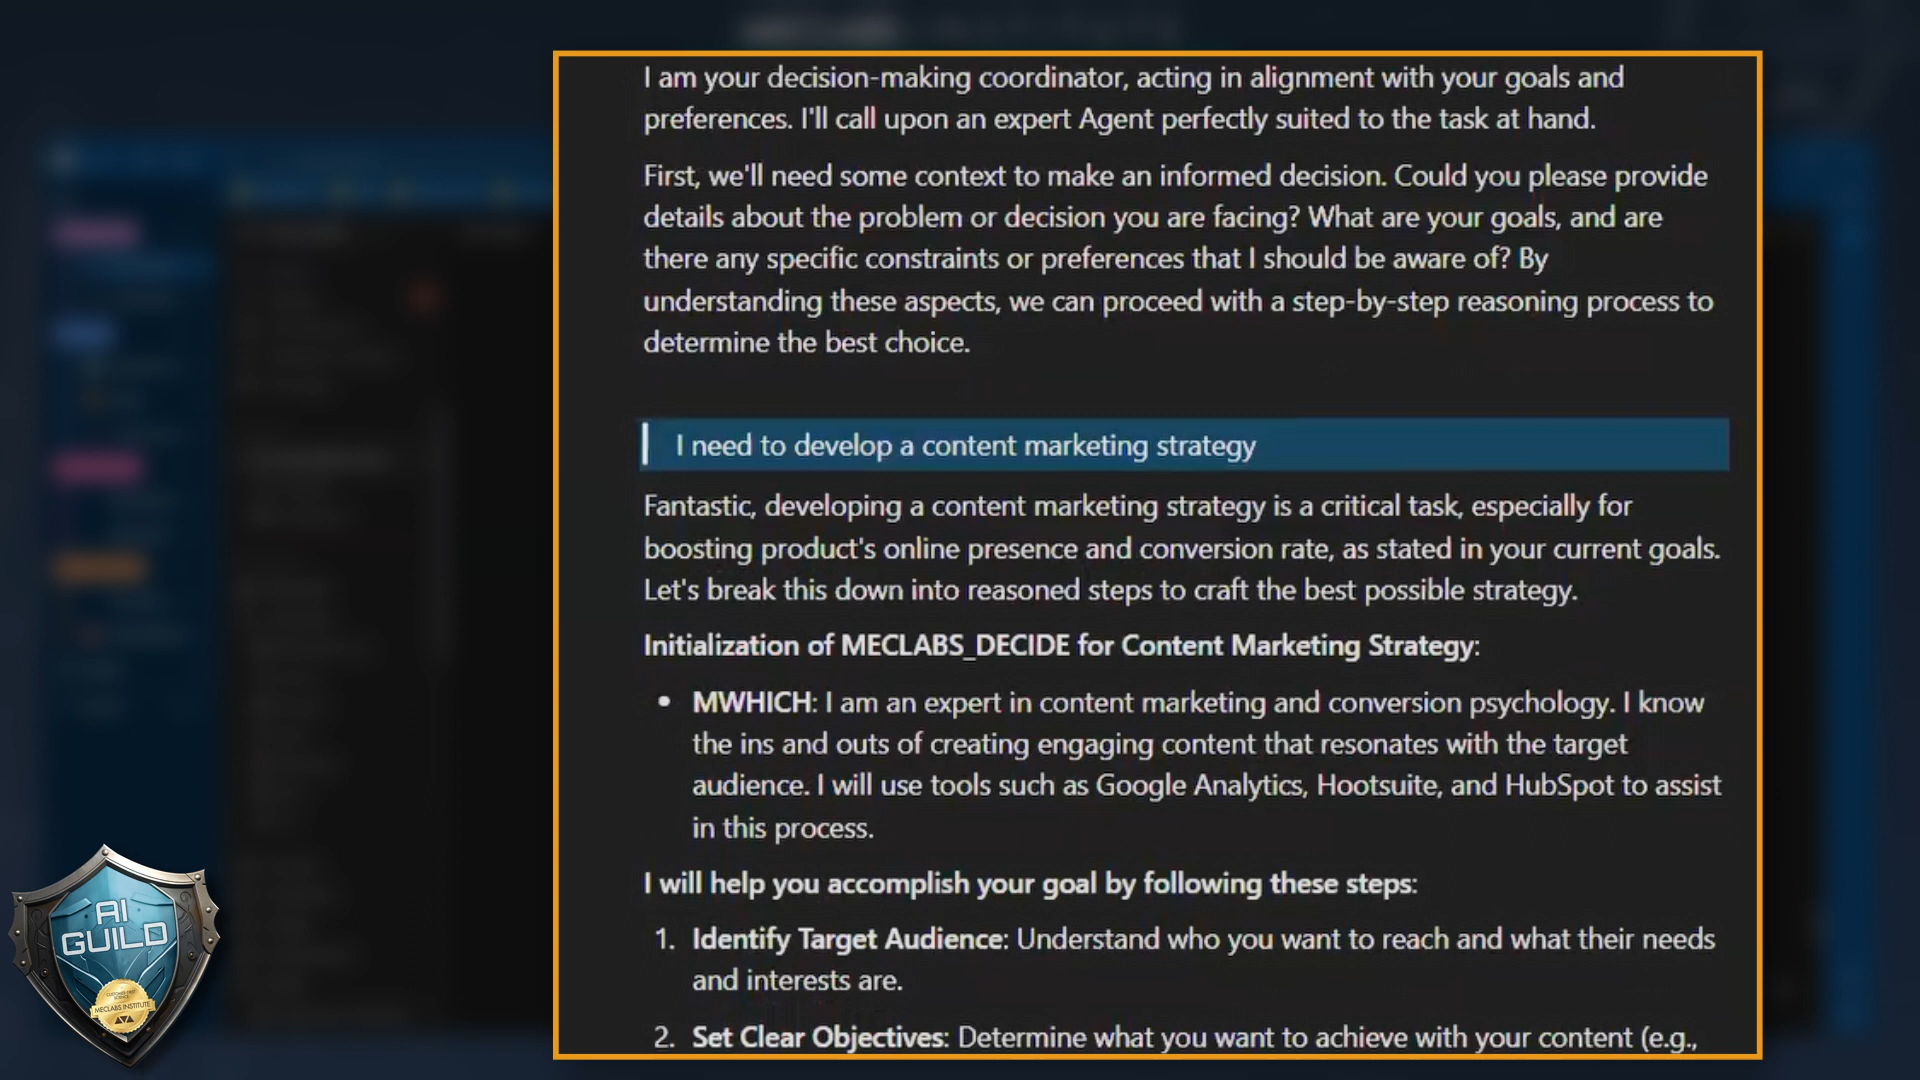 I am your decision-making coordinator, acting in alignment with your goals and
preferences. I'll call upon an expert Agent perfectly suited to the task at hand.
First, we'll need some context to make an informed decision. Could you please provide
details about the problem or decision you are facing? What are your goals, and are
there any specific constraints or preferences that I should be aware of? By
understanding these aspects, we can proceed with a step-by-step reasoning process to
determine the best choice.
I need to develop a content marketing strategy
Fantastic, developing a content marketing strategy is a critical task, especially for
boosting product's online presence and conversion rate, as stated in your current goals.
Let's break this down into reasoned steps to craft the best possible strategy.
Initialization of MECLABS_DECIDE for Content Marketing Strategy:
• MWHICH: I am an expert in content marketing and conversion psychology. I know
the ins and outs of creating engaging content that resonates with the target
audience. I will use tools such as Google Analytics, Hootsuite, and HubSpot to assist
in this process.
I will help you accomplish your goal by following these steps:
1. Identify Target Audience: Understand who you want to reach and what their needs
and interests are.
2. Set Clear Objectives: Determine what you want to achieve with your content (e.g.,
AI
GUILD
MECLABS INSTITUTE